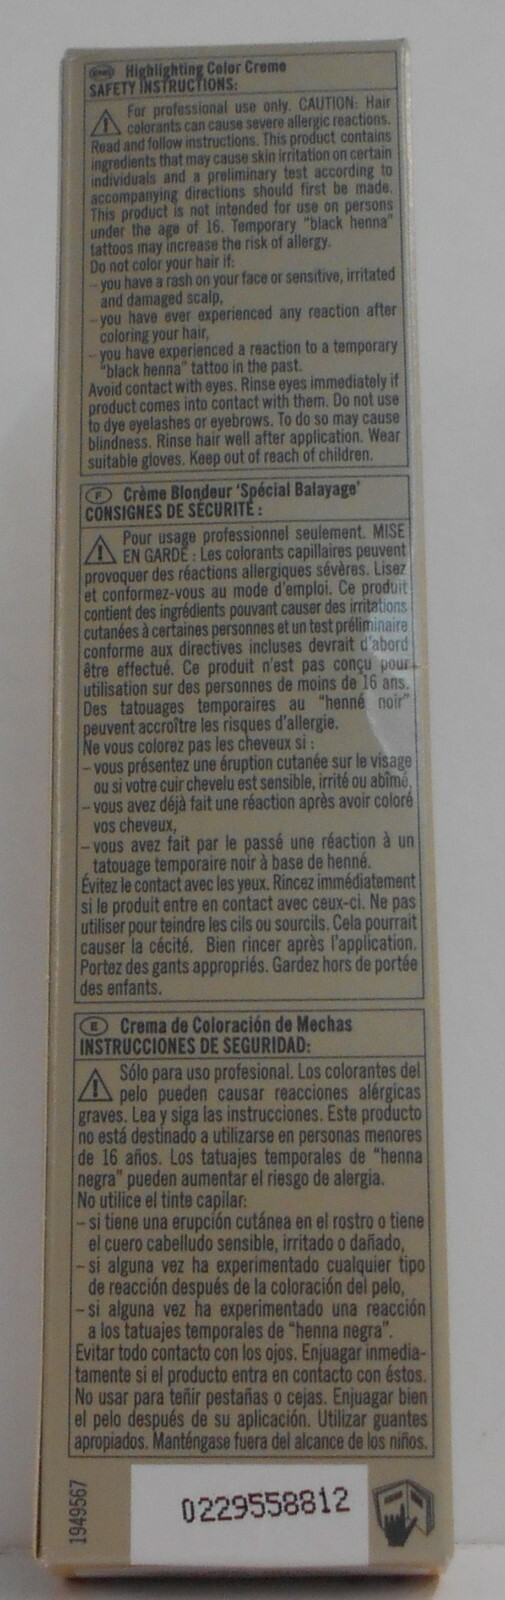 Highlighting Color Creme
SAFETY INSTRUCTIONS:
For professional use only. CAUTION: Hair
colorants can cause severe allergic reactions.
Read and follow instructions. This product contains
ingredients that may cause skin irritation on certain
individuals and a preliminary test according to
accompanying directions should first be made.
This product is not intended for use on persons
under the age of 16. Temporary "black henna"
tattoos may increase the risk of allergy.
Do not color your hair if:
- you have a rash on your face or sensitive, irritated
and damaged scalp,
- you have ever experienced any reaction after
coloring your hair,
- you have experienced a reaction to a temporary
"black henna" tattoo in the past.
Avoid contact with eyes. Rinse eyes immediately if
product comes into contact with them. Do not use
to dye eyelashes or eyebrows. To do so may cause
blindness. Rinse hair well after application. Wear
suitable gloves. Keep out of reach of children.
F Crème Blondeur 'Spécial Balayage'
CONSIGNES DE SÉCURITÉ :
Pour usage professionnel seulement. MISE
EN GARDE : Les colorants capillaires peuvent
provoquer des réactions allergiques sévères. Lisez
et conformez-vous au mode d'emploi. Ce produit
contient des ingrédients pouvant causer des irritations
cutanées à certaines personnes et un test préliminaire
conforme aux directives incluses devrait d'abord
être effectué. Ce produit n'est pas conçu pour
utilisation sur des personnes de moins de 16 ans.
Des tatouages temporaires au "henné noir"
peuvent accroître les risques d'allergie.
Ne vous colorez pas les cheveux si :
- vous présentez une éruption cutanée sur le visage
ou si votre cuir chevelu est sensible, irrité ou abîmé,
- vous avez déjà fait une réaction après avoir coloré
vos cheveux,
- vous avez fait par le passé une réaction à un
tatouage temporaire noir à base de henné.
Évitez le contact avec les yeux. Rincez immédiatement
si le produit entre en contact avec ceux-ci. Ne pas
utiliser pour teindre les cils ou sourcils. Cela pourrait
causer la cécité. Bien rincer après l'application.
Portez des gants appropriés. Gardez hors de portée
des enfants.
E Crema de Coloración de Mechas
INSTRUCCIONES DE SEGURIDAD:
Sólo para uso profesional. Los colorantes del
pelo pueden causar reacciones alérgicas
graves. Lea y siga las instrucciones. Este producto
no está destinado a utilizarse en personas menores
de 16 años. Los tatuajes temporales de "henna
negra" pueden aumentar el riesgo de alergia.
No utilice el tinte capilar:
- si tiene una erupción cutánea en el rostro o tiene
el cuero cabelludo sensible, irritado o dañado,
- si alguna vez ha experimentado cualquier tipo
de reacción después de la coloración del pelo,
- si alguna vez ha experimentado una reacción
a los tatuajes temporales de "henna negra".
Evitar todo contacto con los ojos. Enjuagar inmedia-
tamente si el producto entra en contacto con éstos.
No usar para teñir pestañas o cejas. Enjuagar bien
el pelo después de su aplicación. Utilizar guantes
apropiados. Manténgase fuera del alcance de los niños.
1949567
0229558812